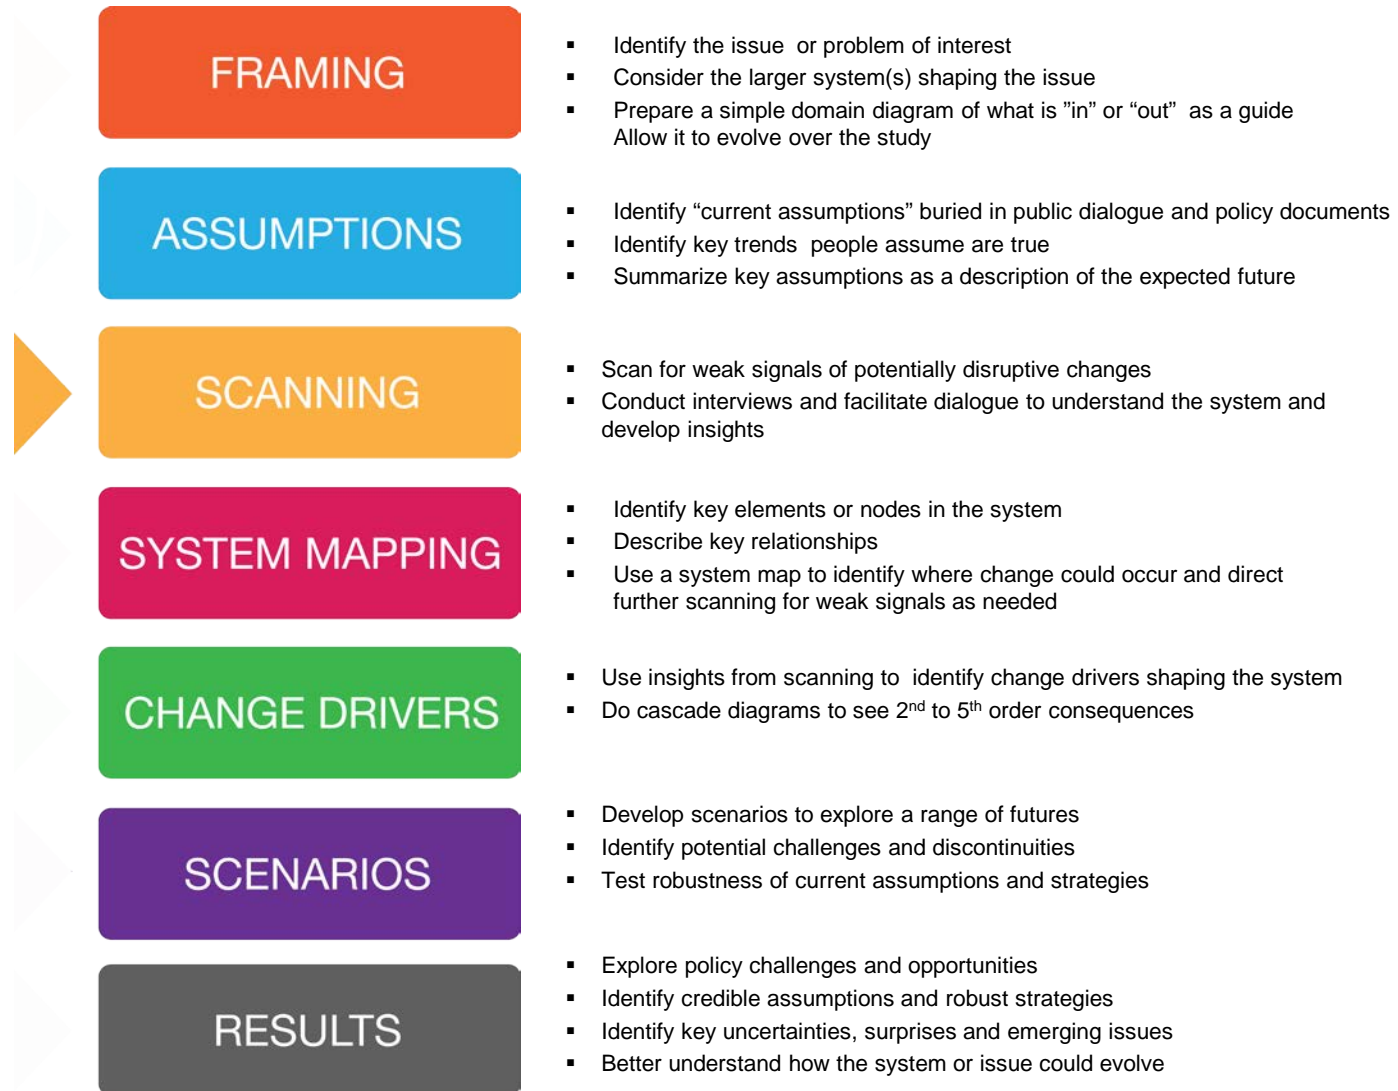 FRAMING
▪ Identify the issue or problem of interest
▪ Consider the larger system(s) shaping the issue
▪ Prepare a simple domain diagram of what is ”in” or “out” as a guide
Allow it to evolve over the study
ASSUMPTIONS
▪ Identify “current assumptions” buried in public dialogue and policy documents
▪ Identify key trends people assume are true
▪ Summarize key assumptions as a description of the expected future
SCANNING
▪ Scan for weak signals of potentially disruptive changes
▪ Conduct interviews and facilitate dialogue to understand the system and
develop insights
SYSTEM MAPPING
▪ Identify key elements or nodes in the system
▪ Describe key relationships
▪ Use a system map to identify where change could occur and direct
further scanning for weak signals as needed
CHANGE DRIVERS
▪ Use insights from scanning to identify change drivers shaping the system
▪ Do cascade diagrams to see 2nd to 5th order consequences
SCENARIOS
▪ Develop scenarios to explore a range of futures
▪ Identify potential challenges and discontinuities
▪ Test robustness of current assumptions and strategies
RESULTS
▪ Explore policy challenges and opportunities
▪ Identify credible assumptions and robust strategies
▪ Identify key uncertainties, surprises and emerging issues
▪ Better understand how the system or issue could evolve